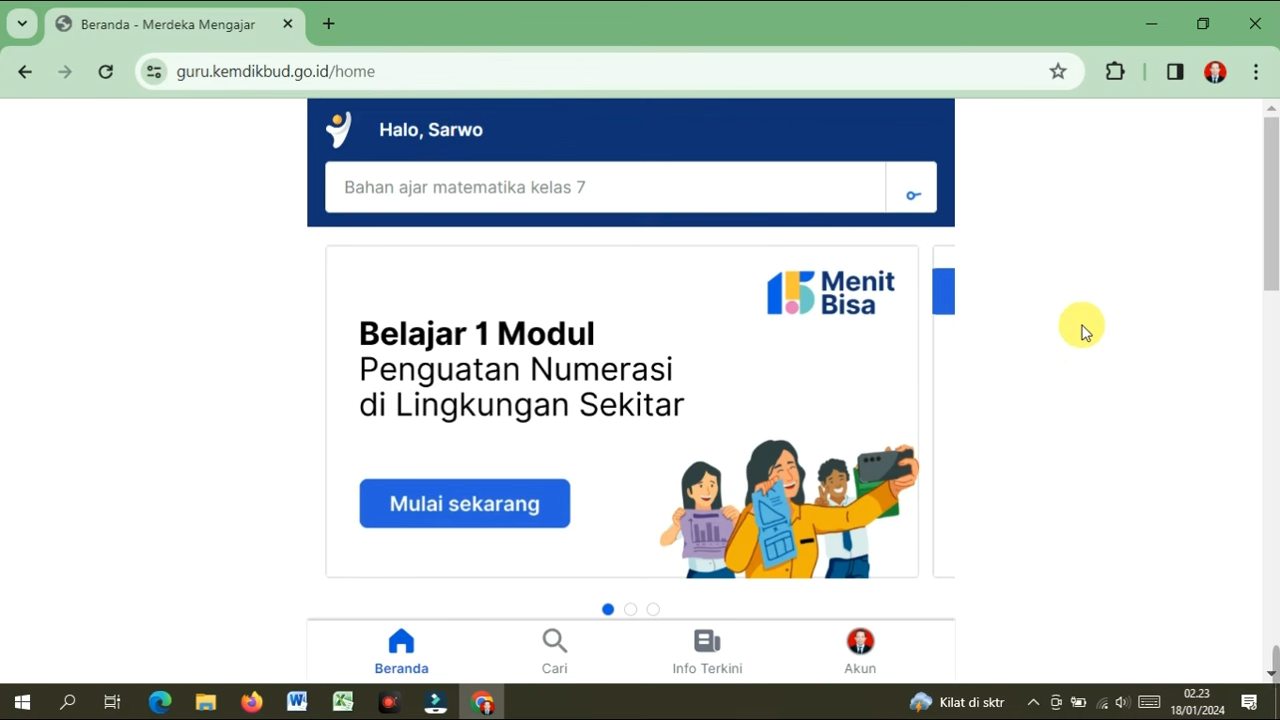 Beranda - Merdeka Mengajar
guru.kemdikbud.go.id/home
Halo, Sarwo
Bahan ajar matematika kelas 7
15 Menit
Bisa
Belajar 1 Modul
Penguatan Numerasi
di Lingkungan Sekitar
Mulai sekarang
Beranda
Cari
Info Terkini
Akun
Kilat di sktr
02.23
18/01/2024